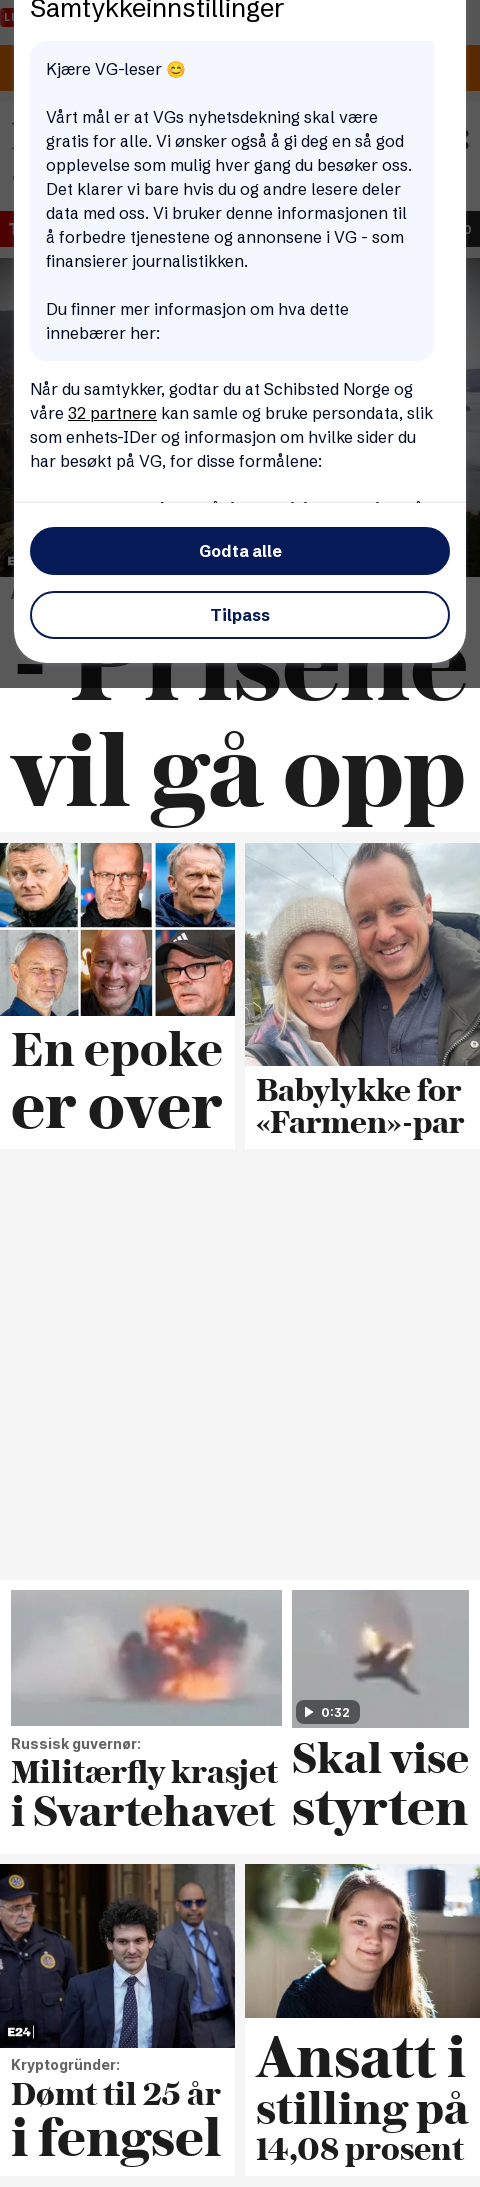 Samtykkeinnstillinger
Kjære VG-leser 😊
Vårt mål er at VGs nyhetsdekning skal være
gratis for alle. Vi ønsker også å gi deg en så god
opplevelse som mulig hver gang du besøker oss.
Det klarer vi bare hvis du og andre lesere deler
data med oss. Vi bruker denne informasjonen til
å forbedre tjenestene og annonsene i VG - som
finansierer journalistikken.
Du finner mer informasjon om hva dette
innebærer her:
Når du samtykker, godtar du at Schibsted Norge og
våre 32 partnere kan samle og bruke persondata, slik
som enhets-IDer og informasjon om hvilke sider du
har besøkt på VG, for disse formålene:
Godta alle
Tilpass
- Prisene
vil gå opp
En epoke
er over
Babylykke for
«Farmen»-par
0:32
Russisk guvernør:
Militærfly krasjet
i Svartehavet
Skal vise
styrten
E24
Kryptogründer:
Dømt til 25 år
i fengsel
Ansatt i
stilling på
14,08 prosent